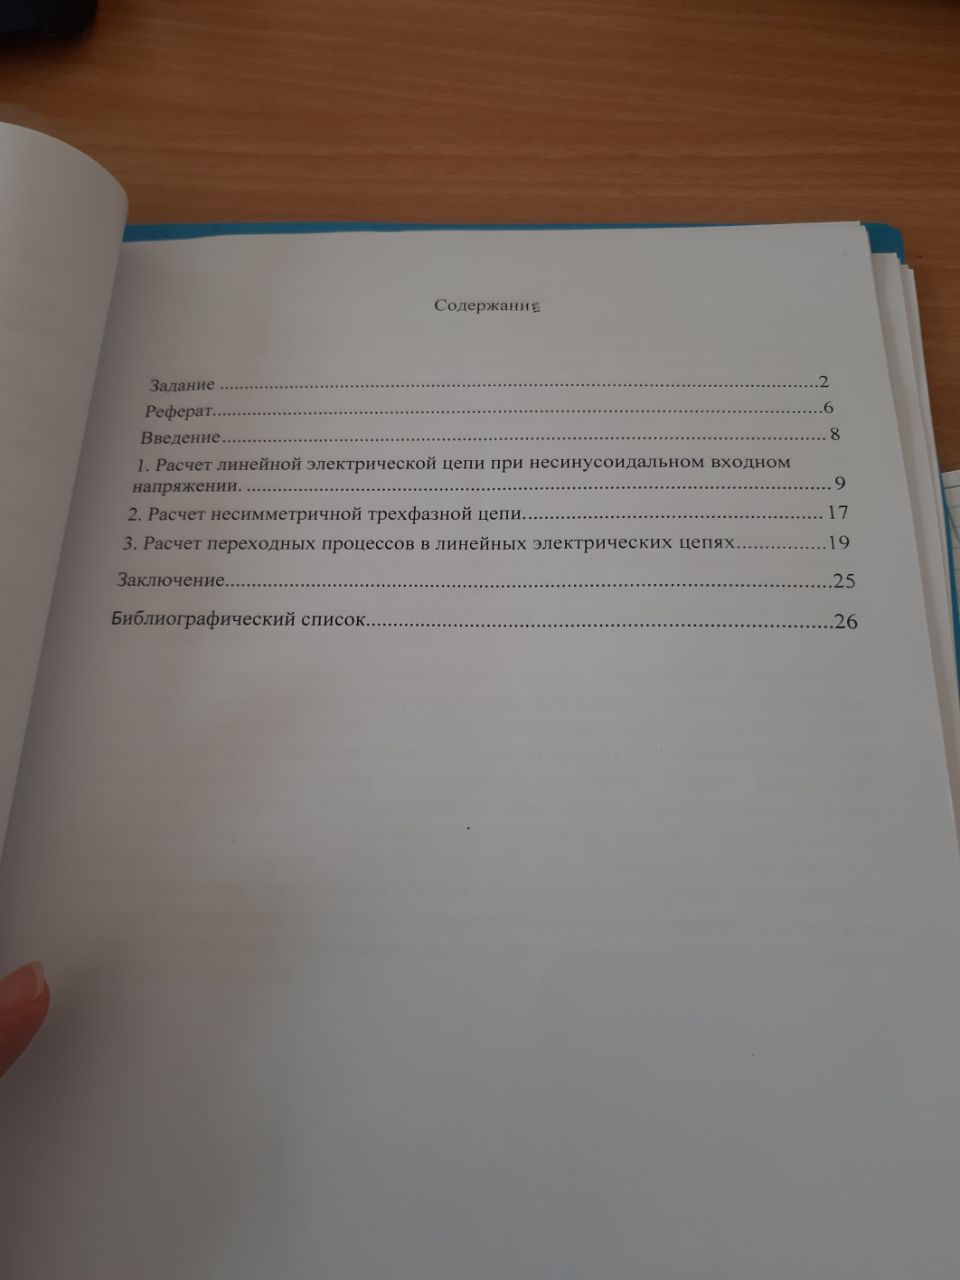 Содержание
Задание ........................................................................................................2
Реферат........................................................................................................6
Введение........................................................................................................ 8
1. Расчет линейной электрической цепи при несинусоидальном входном
напряжении. ........................................................................................................ 9
2. Расчет несимметричной трехфазной цепи........................................................ 17
3. Расчет переходных процессов в линейных электрических цепях.................19
Заключение........................................................................................................25
Библиографический список........................................................................................26